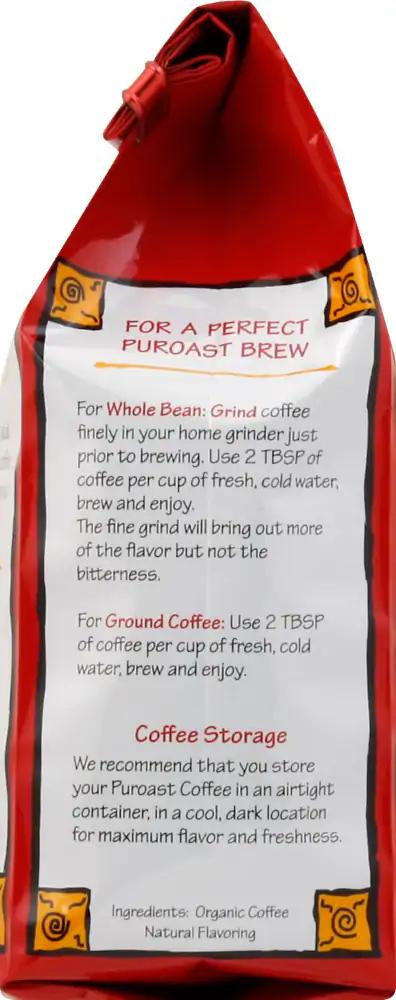 FOR A PERFECT
PUROAST BREW
For Whole Bean: Grind coffee
finely in your home grinder just
prior to brewing. Use 2 TBSP of
coffee per cup of fresh, cold water,
brew and enjoy.
The fine grind will bring out more
of the flavor but not the
bitterness.
For Ground Coffee: Use 2 TBSP
of coffee per cup of fresh, cold
water, brew and enjoy.
Coffee Storage
We recommend that you store
your Puroast Coffee in an airtight
container, in a cool, dark location
for maximum flavor and freshness.
Ingredients: Organic Coffee
Natural Flavoring